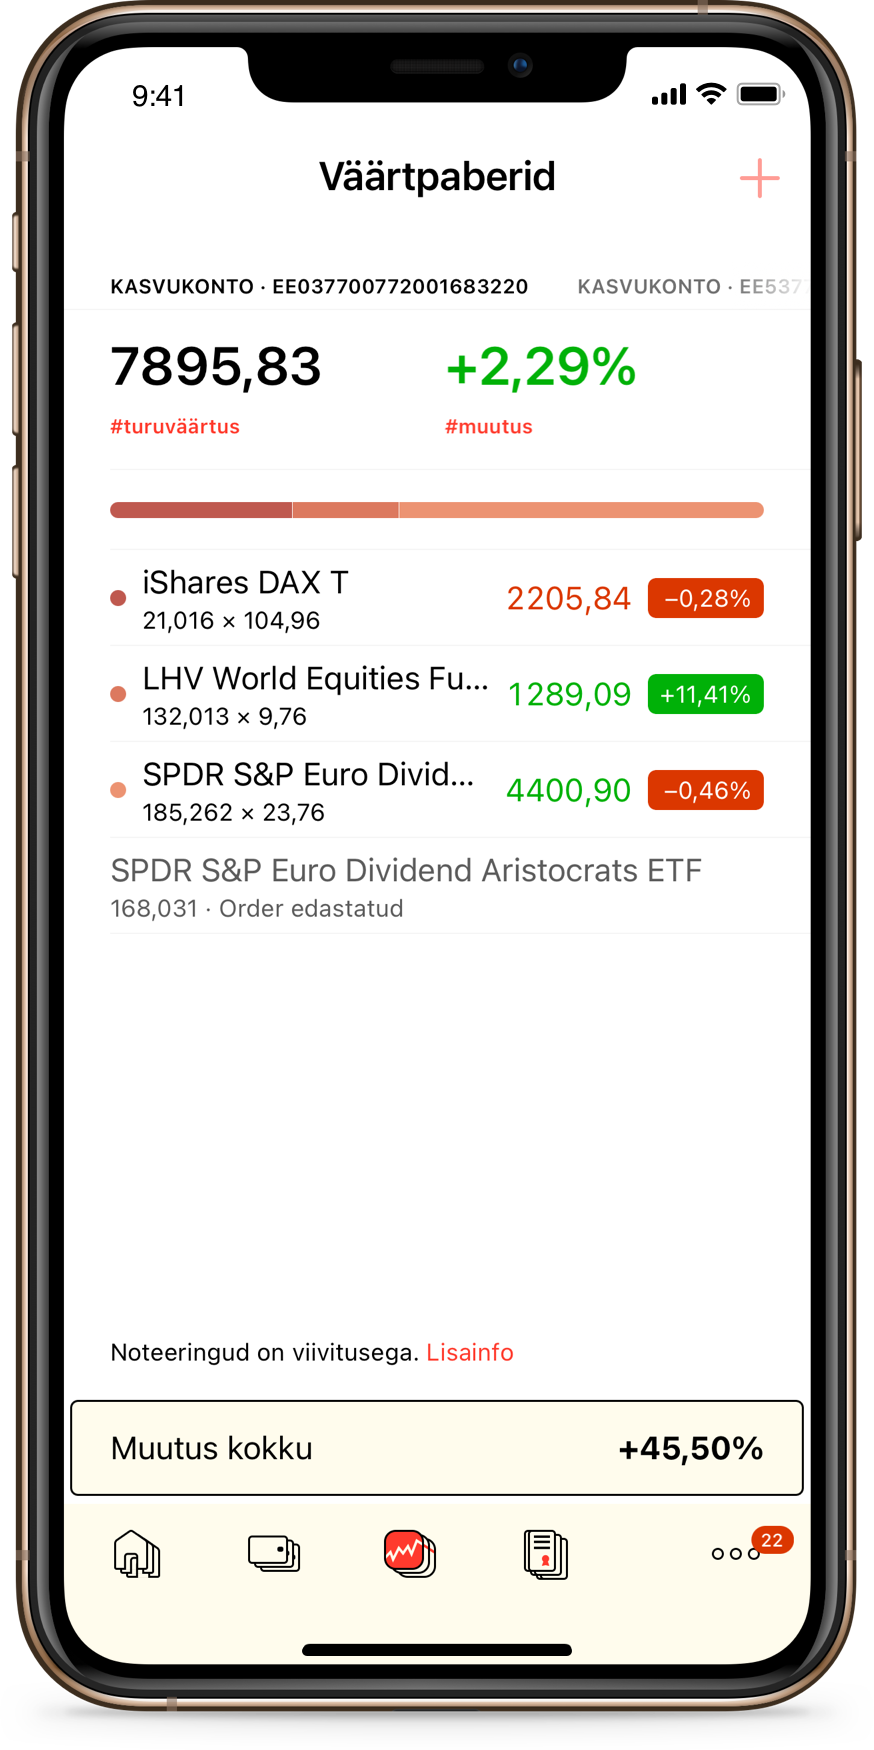 9:41
Väärtpaberid
KASVUKONTO · EE037700772001683220 KASVUKONTO · EE537
7895,83 +2,29%
#turuväärtus #muutus
iShares DAX T
2205,84 −0,28%
21,016 × 104,96
LHV World Equities Fu...
1289,09 +11,41%
132,013 × 9,76
SPDR S&P Euro Divid...
4400,90 −0,46%
185,262 × 23,76
SPDR S&P Euro Dividend Aristocrats ETF
168,031 · Order edastatud
Noteeringud on viivitusega. Lisainfo
Muutus kokku +45,50%
22